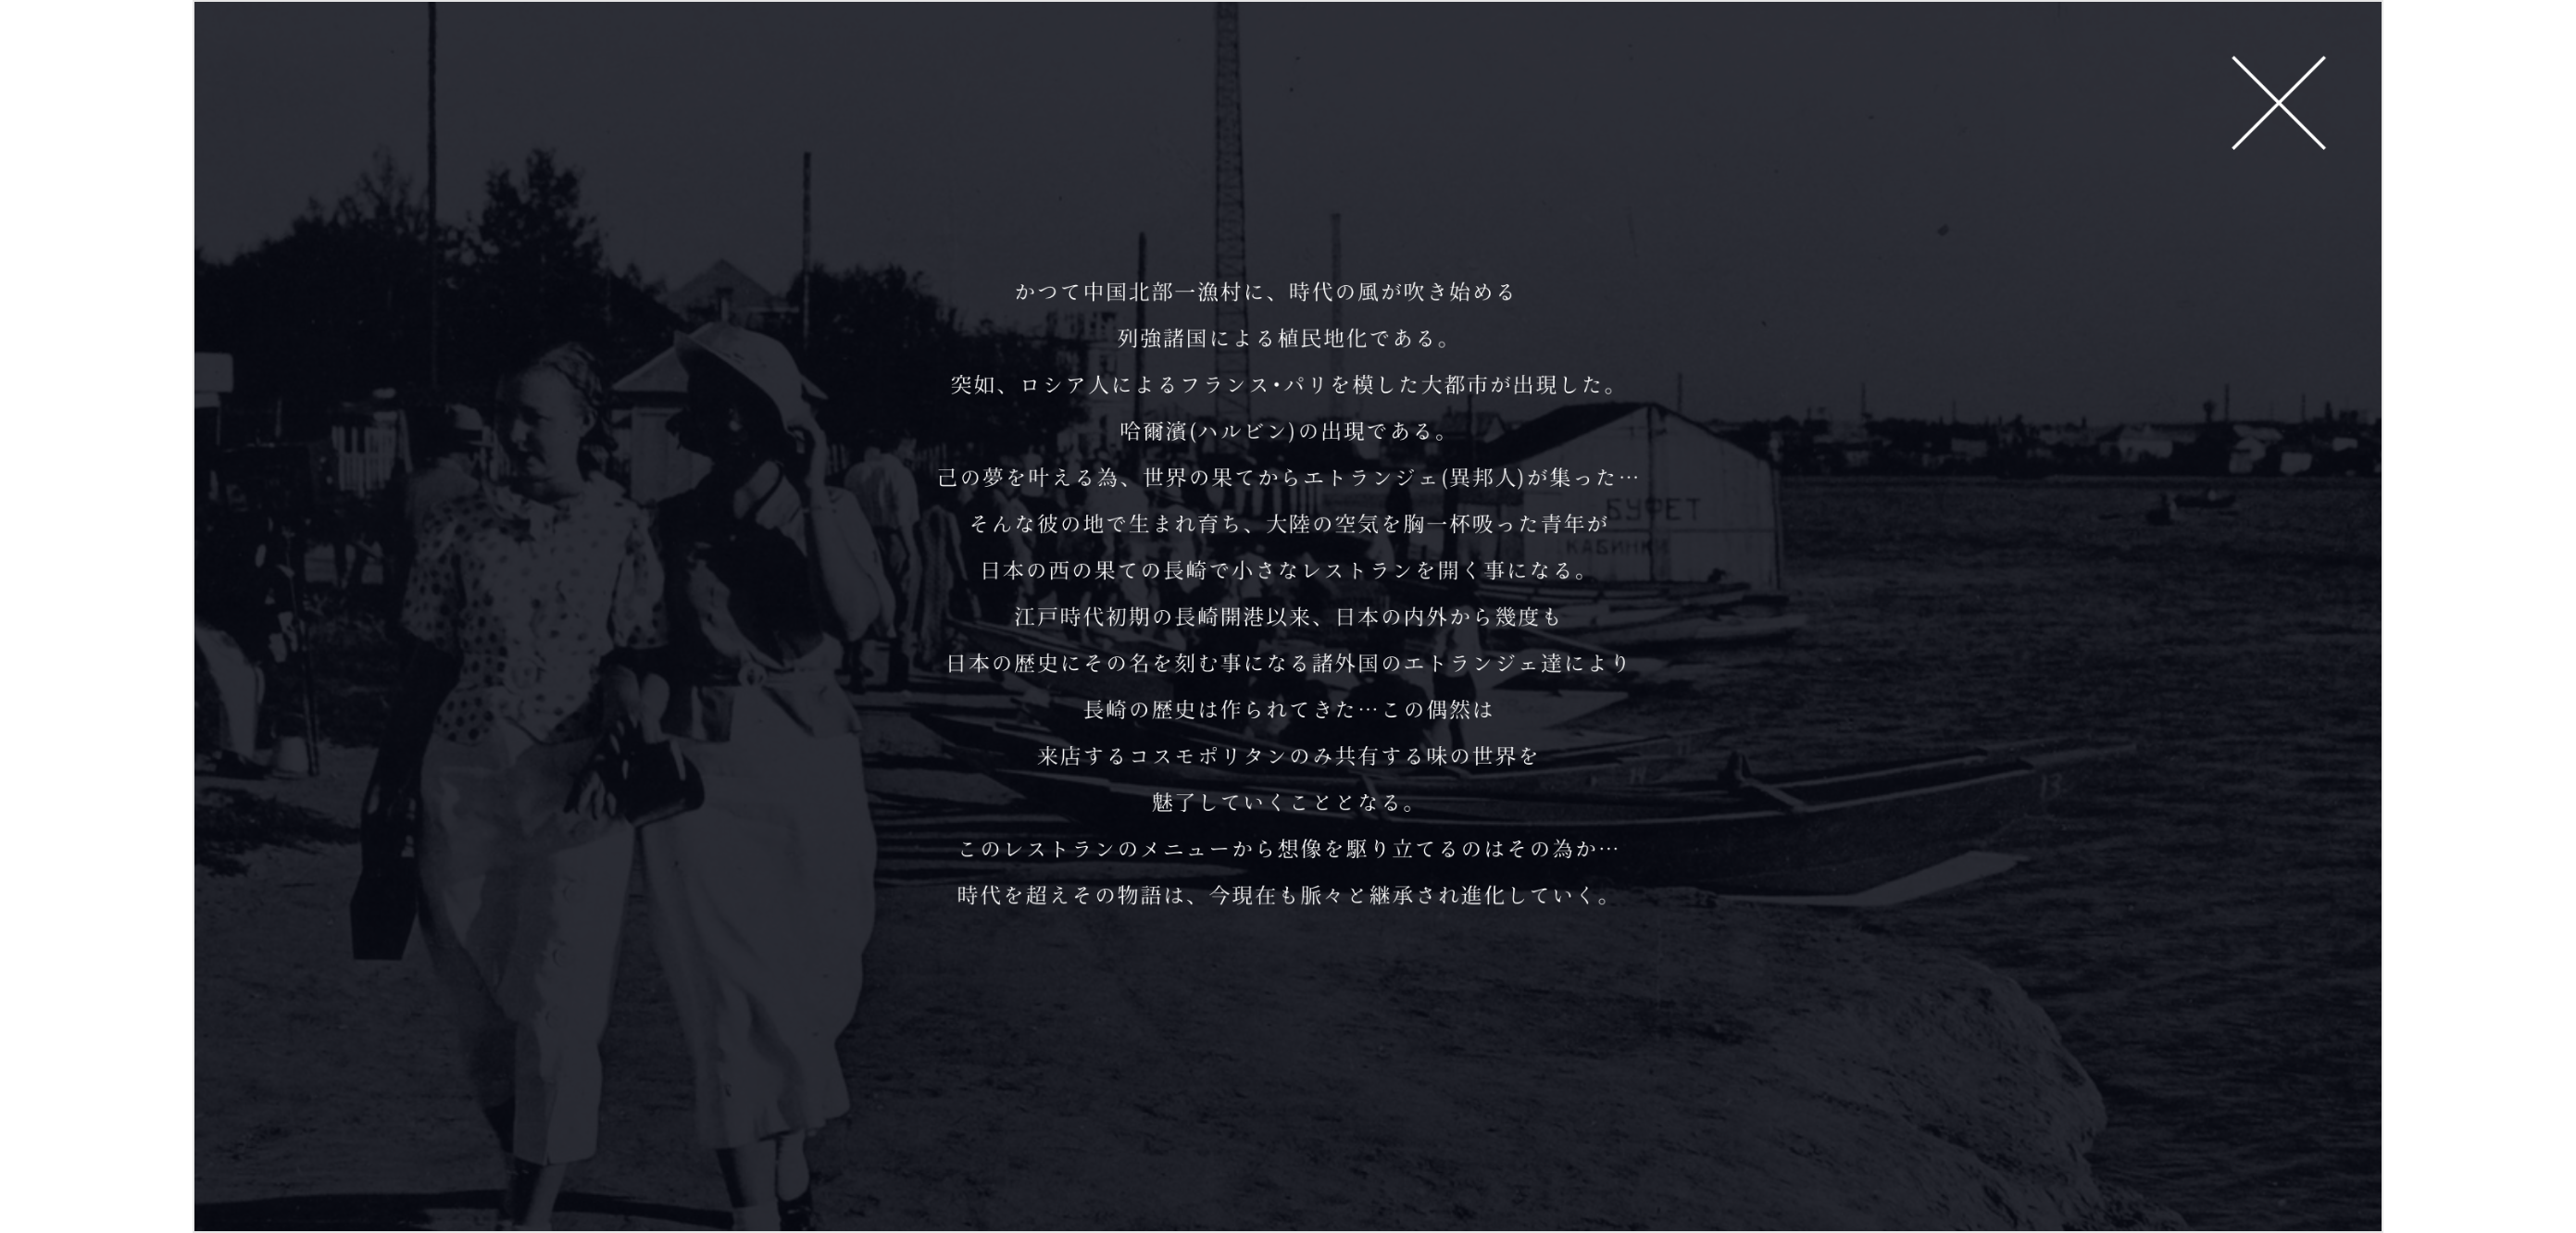 かつて中国北部一漁村に、時代の風が吹き始める
列強諸国による植民地化である。
突如、ロシア人によるフランス・パリを模した大都市が出現した。
哈爾濱(ハルビン)の出現である。
己の夢を叶える為、世界の果てからエトランジェ(異邦人)が集った…
そんな彼の地で生まれ育ち、大陸の空気を胸一杯吸った青年が
日本の西の果ての長崎で小さなレストランを開く事になる。
江戸時代初期の長崎開港以来、日本の内外から幾度も
日本の歴史にその名を刻む事になる諸外国のエトランジェ達により
長崎の歴史は作られてきた…この偶然は
来店するコスモポリタンのみ共有する味の世界を
魅了していくこととなる。
このレストランのメニューから想像を駆り立てるのはその為か…
時代を超えその物語は、今現在も脈々と継承され進化していく。
БУФЕТ
КАБИНКИ